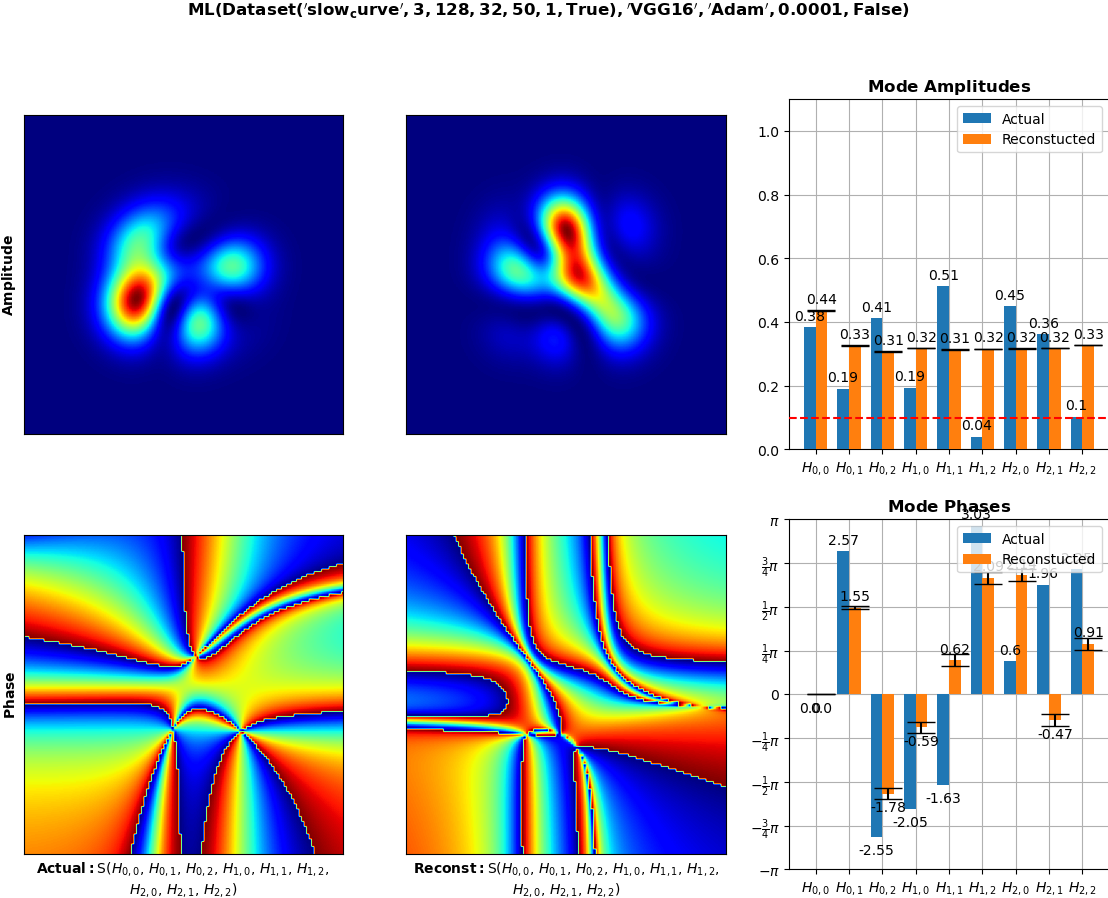 ML(Dataset('slow_curve', 3, 128, 32, 50, 1, True), 'VGG16', 'Adam', 0.0001, False)
Amplitude
Mode Amplitudes
Actual
Reconstucted
1.0
0.8
0.6
0.4
0.2
0.0
0.38
0.44
0.19
0.33
0.41
0.31
0.19
0.32
0.51
0.31
0.04
0.32
0.45
0.32
0.36
0.32
0.1
0.33
H0,0 H0,1 H0,2 H1,0 H1,1 H1,2 H2,0 H2,1 H2,2
Phase
Mode Phases
Actual
Reconstucted
π
3/4π
1/2π
1/4π
0
−1/4π
−1/2π
−3/4π
−π
0.0
0.0
2.57
1.55
-2.55
-1.78
-2.05
-0.59
-1.63
0.62
3.03
0.6
1.96
-0.47
0.91
H0,0 H0,1 H0,2 H1,0 H1,1 H1,2 H2,0 H2,1 H2,2
Actual: S(H0,0, H0,1, H0,2, H1,0, H1,1, H1,2,
H2,0, H2,1, H2,2)
Reconst: S(H0,0, H0,1, H0,2, H1,0, H1,1, H1,2,
H2,0, H2,1, H2,2)